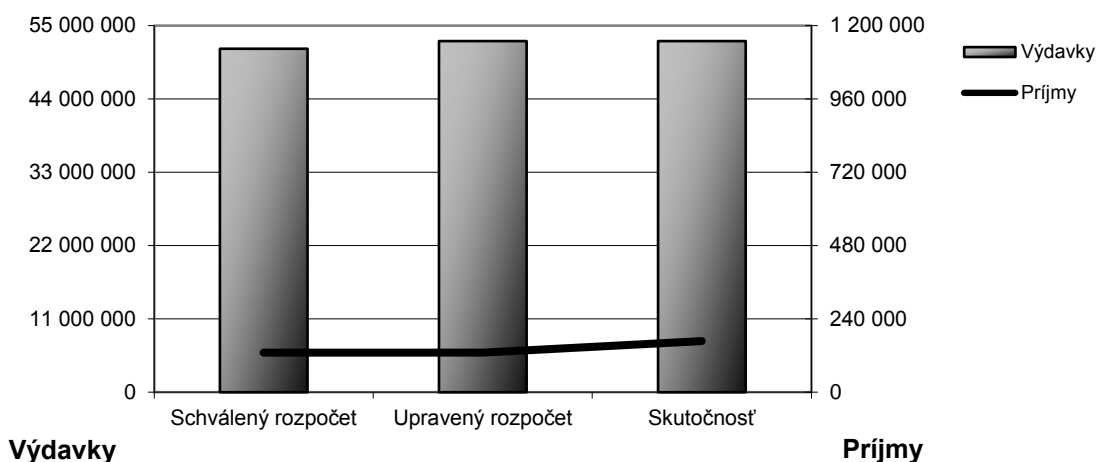 55 000 000
44 000 000
33 000 000
22 000 000
11 000 000
0
1 200 000
960 000
720 000
480 000
240 000
0
Výdavky
Príjmy
Schválený rozpočet
Upravený rozpočet
Skutočnosť
Výdavky
Príjmy